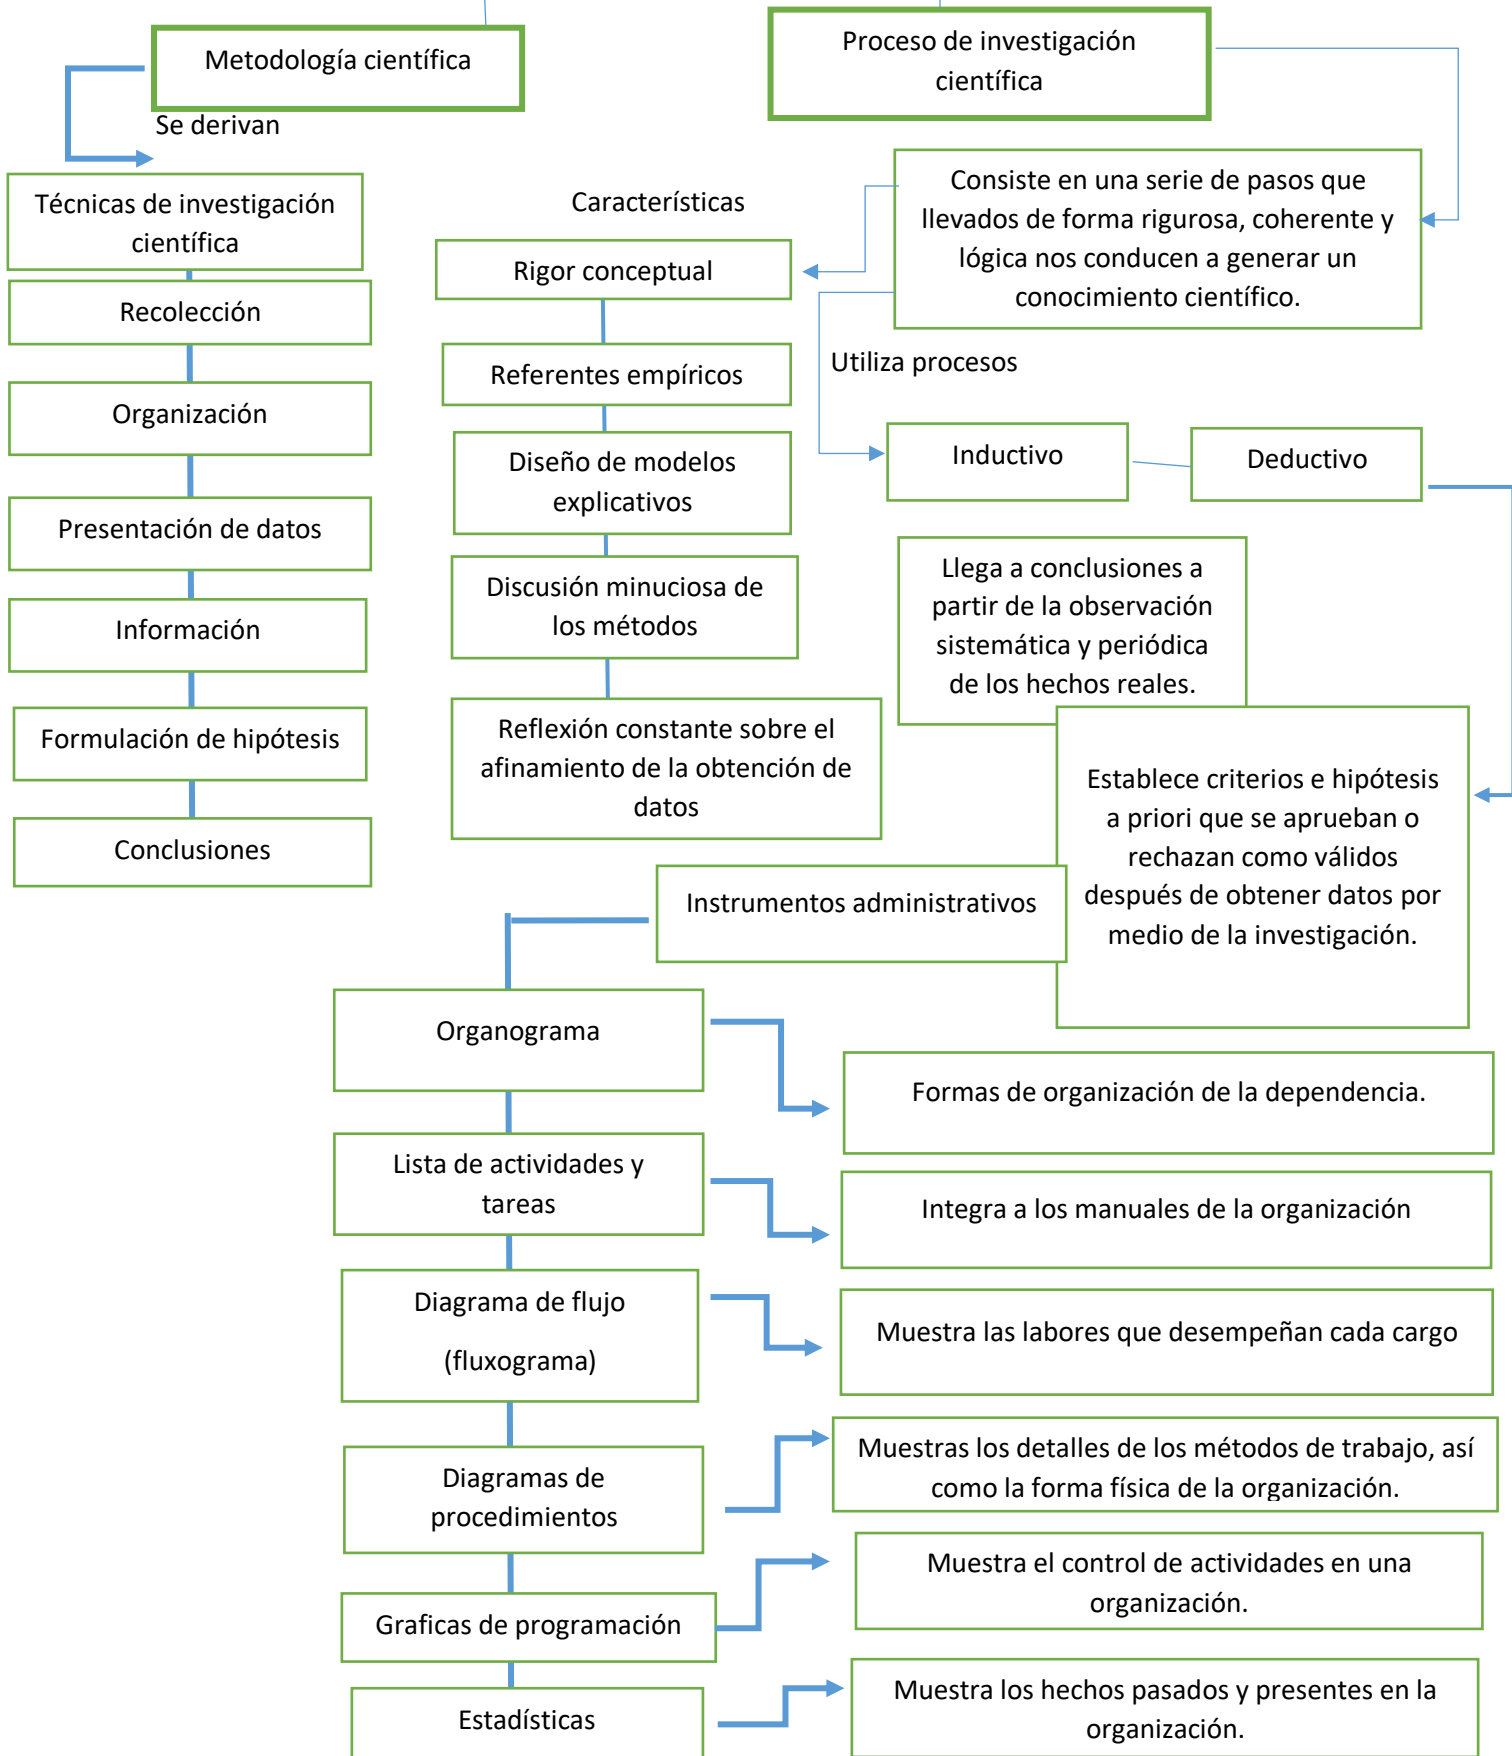 Metodología científica
Proceso de investigación
científica
Se derivan
Técnicas de investigación
científica
Recolección
Organización
Presentación de datos
Información
Formulación de hipótesis
Conclusiones
Características
Rigor conceptual
Referentes empíricos
Diseño de modelos
explicativos
Discusión minuciosa de
los métodos
Reflexión constante sobre el
afinamiento de la obtención de
datos
Consiste en una serie de pasos que
llevados de forma rigurosa, coherente y
lógica nos conducen a generar un
conocimiento científico.
Utiliza procesos
Inductivo
Deductivo
Llega a conclusiones a
partir de la observación
sistemática y periódica
de los hechos reales.
Establece criterios e hipótesis
a priori que se aprueban o
rechazan como válidos
después de obtener datos por
medio de la investigación.
Instrumentos administrativos
Organograma
Formas de organización de la dependencia.
Lista de actividades y
tareas
Integra a los manuales de la organización
Diagrama de flujo
(fluxograma)
Muestra las labores que desempeñan cada cargo
Diagramas de
procedimientos
Muestras los detalles de los métodos de trabajo, así
como la forma física de la organización.
Graficas de programación
Muestra el control de actividades en una
organización.
Estadísticas
Muestra los hechos pasados y presentes en la
organización.